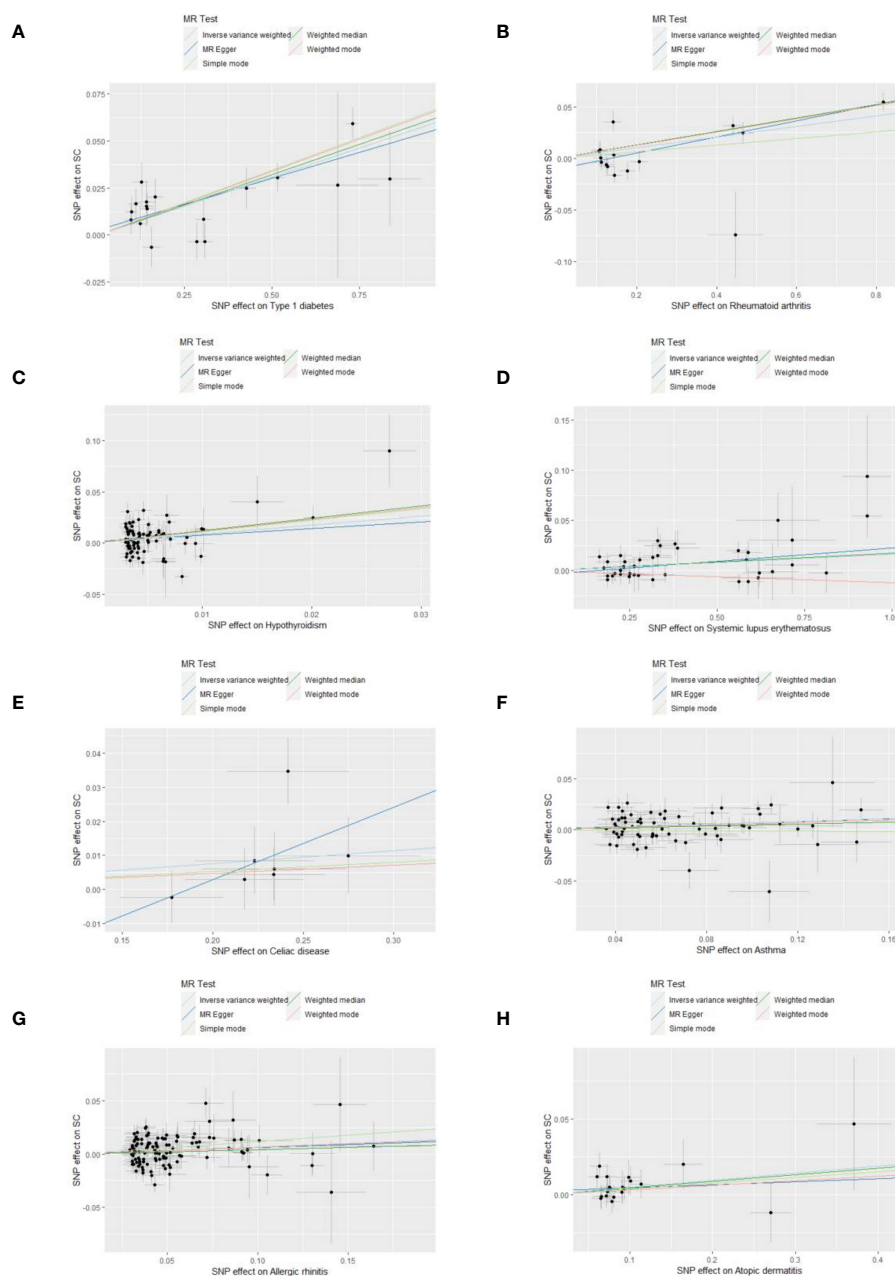 A
MR Test
Inverse variance weighted
Weighted median
MR Egger
Weighted mode
Simple mode
SNP effect on SC
0.075
0.050
0.025
0.000
-0.025
0.25
0.50
0.75
SNP effect on Type 1 diabetes
B
MR Test
Inverse variance weighted
Weighted median
MR Egger
Weighted mode
Simple mode
SNP effect on SC
0.05
0.00
-0.05
-0.10
0.2
0.4
0.6
0.8
SNP effect on Rheumatoid arthritis
C
MR Test
Inverse variance weighted
Weighted median
MR Egger
Weighted mode
Simple mode
SNP effect on SC
0.10
0.05
0.00
-0.05
0.01
0.02
0.03
SNP effect on Hypothyroidism
D
MR Test
Inverse variance weighted
Weighted median
MR Egger
Weighted mode
Simple mode
SNP effect on SC
0.15
0.10
0.05
0.00
0.25
0.50
0.75
1.0
SNP effect on Systemic lupus erythematosus
E
MR Test
Inverse variance weighted
Weighted median
MR Egger
Weighted mode
Simple mode
SNP effect on SC
0.04
0.03
0.02
0.01
0.00
-0.01
0.15
0.20
0.25
0.30
SNP effect on Celiac disease
F
MR Test
Inverse variance weighted
Weighted median
MR Egger
Weighted mode
Simple mode
SNP effect on SC
0.05
0.00
-0.05
0.04
0.08
0.12
0.16
SNP effect on Asthma
G
MR Test
Inverse variance weighted
Weighted median
MR Egger
Weighted mode
Simple mode
SNP effect on SC
0.05
0.00
-0.05
0.05
0.10
0.15
SNP effect on Allergic rhinitis
H
MR Test
Inverse variance weighted
Weighted median
MR Egger
Weighted mode
Simple mode
SNP effect on SC
0.05
0.00
0.1
0.2
0.3
0.4
SNP effect on Atopic dermatitis